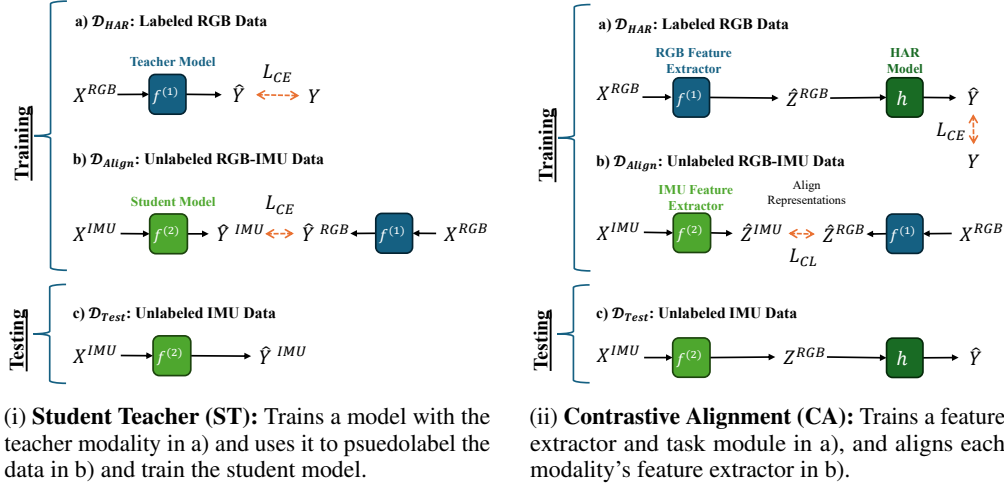 Training
a) 𝒟_HAR: Labeled RGB Data
Teacher Model
X^RGB f^(1) Ŷ L_CE Y
b) 𝒟_Align: Unlabeled RGB-IMU Data
Student Model
X^IMU f^(2) Ŷ^IMU L_CE Ŷ^RGB f^(1) X^RGB
Testing
c) 𝒟_Test: Unlabeled IMU Data
X^IMU f^(2) Ŷ^IMU
(i) Student Teacher (ST): Trains a model with the
teacher modality in a) and uses it to psuedolabel the
data in b) and train the student model.
Training
a) 𝒟_HAR: Labeled RGB Data
RGB Feature
Extractor
HAR
Model
X^RGB f^(1) Ẑ^RGB h Ŷ
L_CE
Y
b) 𝒟_Align: Unlabeled RGB-IMU Data
IMU Feature
Extractor
Align
Representations
X^IMU f^(2) Ẑ^IMU Ẑ^RGB f^(1) X^RGB
L_CL
Testing
c) 𝒟_Test: Unlabeled IMU Data
X^IMU f^(2) Z^RGB h Ŷ
(ii) Contrastive Alignment (CA): Trains a feature
extractor and task module in a), and aligns each
modality's feature extractor in b).